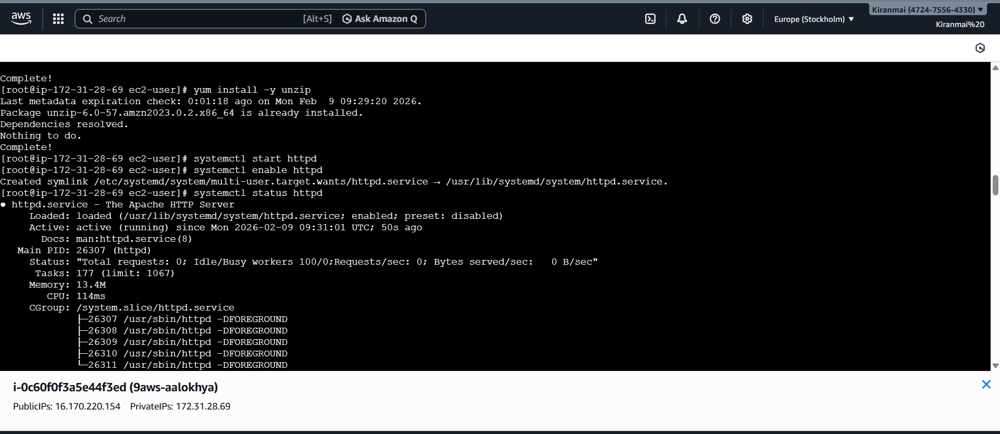 aws
Search [Alt+S] Ask Amazon Q
Europe (Stockholm)
Kiranmai (4724-7556-4330)
Kiranmai%20
Complete!
[root@ip-172-31-28-69 ec2-user]# yum install -y unzip
Last metadata expiration check: 0:01:18 ago on Mon Feb  9 09:29:20 2026.
Package unzip-6.0-57.amzn2023.0.2.x86_64 is already installed.
Dependencies resolved.
Nothing to do.
Complete!
[root@ip-172-31-28-69 ec2-user]# systemctl start httpd
[root@ip-172-31-28-69 ec2-user]# systemctl enable httpd
Created symlink /etc/systemd/system/multi-user.target.wants/httpd.service → /usr/lib/systemd/system/httpd.service.
[root@ip-172-31-28-69 ec2-user]# systemctl status httpd
● httpd.service - The Apache HTTP Server
Loaded: loaded (/usr/lib/systemd/system/httpd.service; enabled; preset: disabled)
Active: active (running) since Mon 2026-02-09 09:31:01 UTC; 50s ago
Docs: man:httpd.service(8)
Main PID: 26307 (httpd)
Status: "Total requests: 0; Idle/Busy workers 100/0;Requests/sec: 0; Bytes served/sec:   0 B/sec"
Tasks: 177 (limit: 1067)
Memory: 13.4M
CPU: 114ms
CGroup: /system.slice/httpd.service
├─26307 /usr/sbin/httpd -DFOREGROUND
├─26308 /usr/sbin/httpd -DFOREGROUND
├─26309 /usr/sbin/httpd -DFOREGROUND
├─26310 /usr/sbin/httpd -DFOREGROUND
└─26311 /usr/sbin/httpd -DFOREGROUND
i-0c60f0f3a5e44f3ed (9aws-aalokhya)
PublicIPs: 16.170.220.154 PrivateIPs: 172.31.28.69